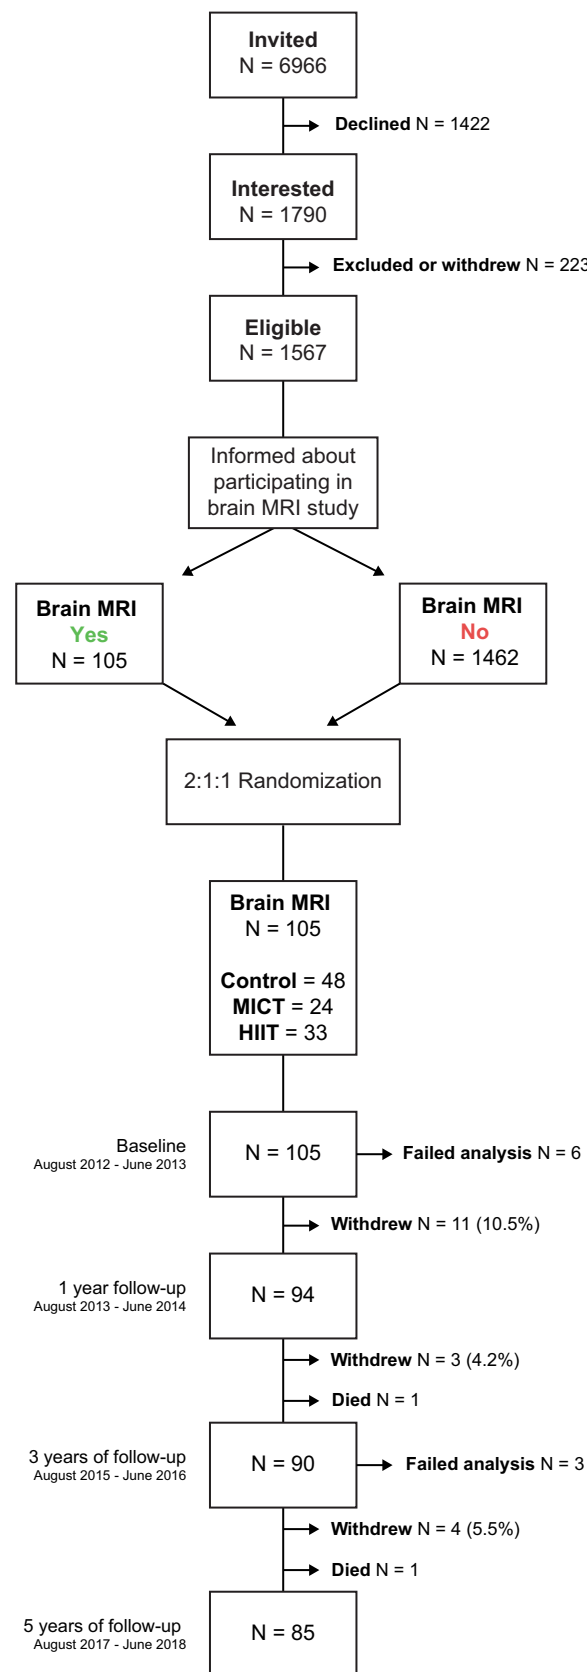 Invited
N = 6966
Declined N = 1422
Interested
N = 1790
Excluded or withdrew N = 223
Eligible
N = 1567
Informed about
participating in
brain MRI study
Brain MRI
Yes
N = 105
Brain MRI
No
N = 1462
2:1:1 Randomization
Brain MRI
N = 105
Control = 48
MICT = 24
HIIT = 33
Baseline
August 2012 - June 2013
N = 105
Failed analysis N = 6
Withdrew N = 11 (10.5%)
1 year follow-up
August 2013 - June 2014
N = 94
Withdrew N = 3 (4.2%)
Died N = 1
3 years of follow-up
August 2015 - June 2016
N = 90
Failed analysis N = 3
Withdrew N = 4 (5.5%)
Died N = 1
5 years of follow-up
August 2017 - June 2018
N = 85